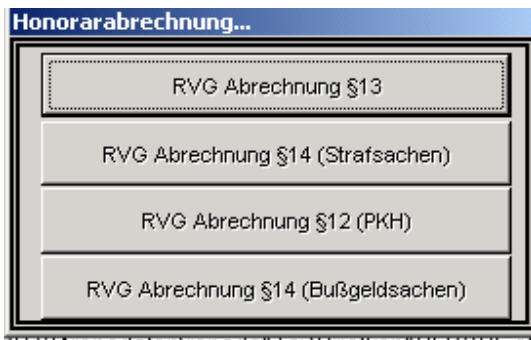 Honorarabrechnung...
RVG Abrechnung §13
RVG Abrechnung §14 (Strafsachen)
RVG Abrechnung §12 (PKH)
RVG Abrechnung §14 (Bußgeldsachen)